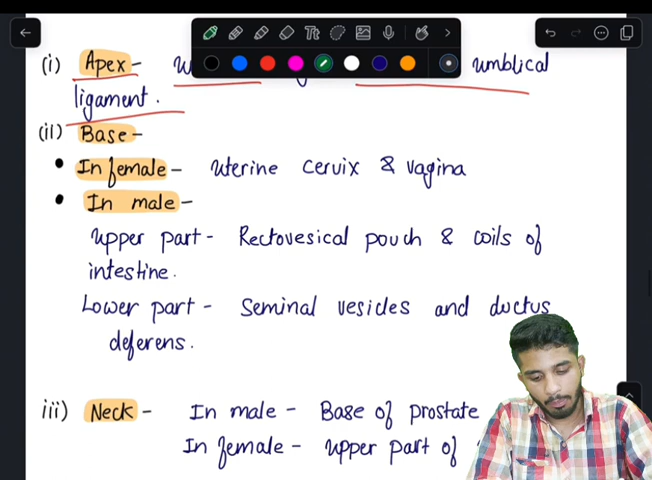 (i) Apex- umblical
ligament.
(ii) Base-
• In female- Uterine cervix & vagina
• In male-
Upper part- Rectovesical pouch & coils of
intestine.
Lower part- Seminal vesicles and ductus
deferens.
iii) Neck- In male- Base of prostate
In female- upper part of